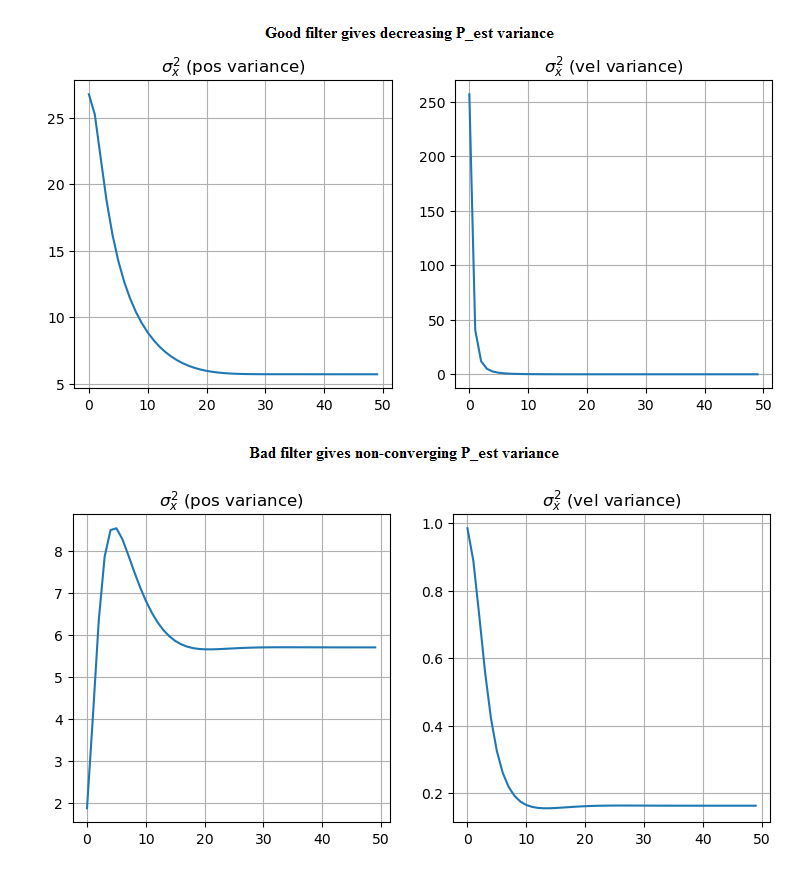 Good filter gives decreasing P_est variance
σ²ₓ (pos variance)
25
20
15
10
5
0 10 20 30 40 50
σ²_ẋ (vel variance)
250
200
150
100
50
0
0 10 20 30 40 50
Bad filter gives non-converging P_est variance
σ²ₓ (pos variance)
8
7
6
5
4
3
2
0 10 20 30 40 50
σ²_ẋ (vel variance)
1.0
0.8
0.6
0.4
0.2
0 10 20 30 40 50